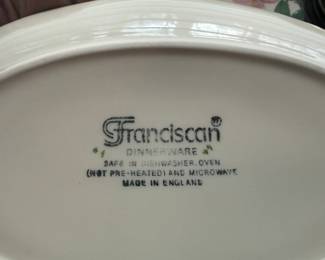 Franciscan®
DINNERWARE
SAFE IN DISHWASHER, OVEN
(NOT PRE-HEATED) AND MICROWAVE
MADE IN ENGLAND